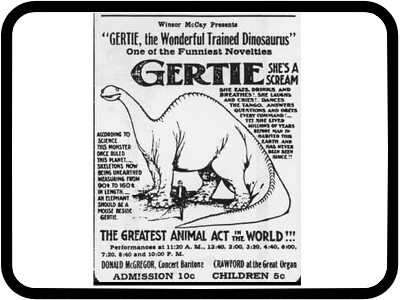 Winsor McCay Presents
"GERTIE, the Wonderful Trained Dinosaurus"
One of the Funniest Novelties
GERTIE SHE'S A
SCREAM
SHE EATS, DRINKS AND
BREATHES! SHE LAUGHS
AND CRIES! DANCES
THE TANGO, ANSWERS
QUESTIONS AND OBEYS
EVERY COMMAND!...
YET, SHE LIVED
MILLIONS OF YEARS
BEFORE MAN IN-
HABITED THIS
EARTH AND
HAS NEVER
BEEN SEEN
SINCE!!
ACCORDING TO
SCIENCE
THIS MONSTER
ONCE RULED
THIS PLANET...
SKELETONS NOW
BEING UNEARTHED
MEASURING FROM
90ft TO 160ft
IN LENGTH...
AN ELEPHANT
SHOULD BE A
MOUSE BESIDE
GERTIE.
THE GREATEST ANIMAL ACT IN THE WORLD!!!
Performances at 11:20 A. M., 12:40, 2:00, 3:20, 4:40, 6:00,
7:20, 8:40 and 10:00 P. M.
DONALD McGREGOR, Concert Baritone CRAWFORD at the Great Organ
ADMISSION 10c CHILDREN 5c